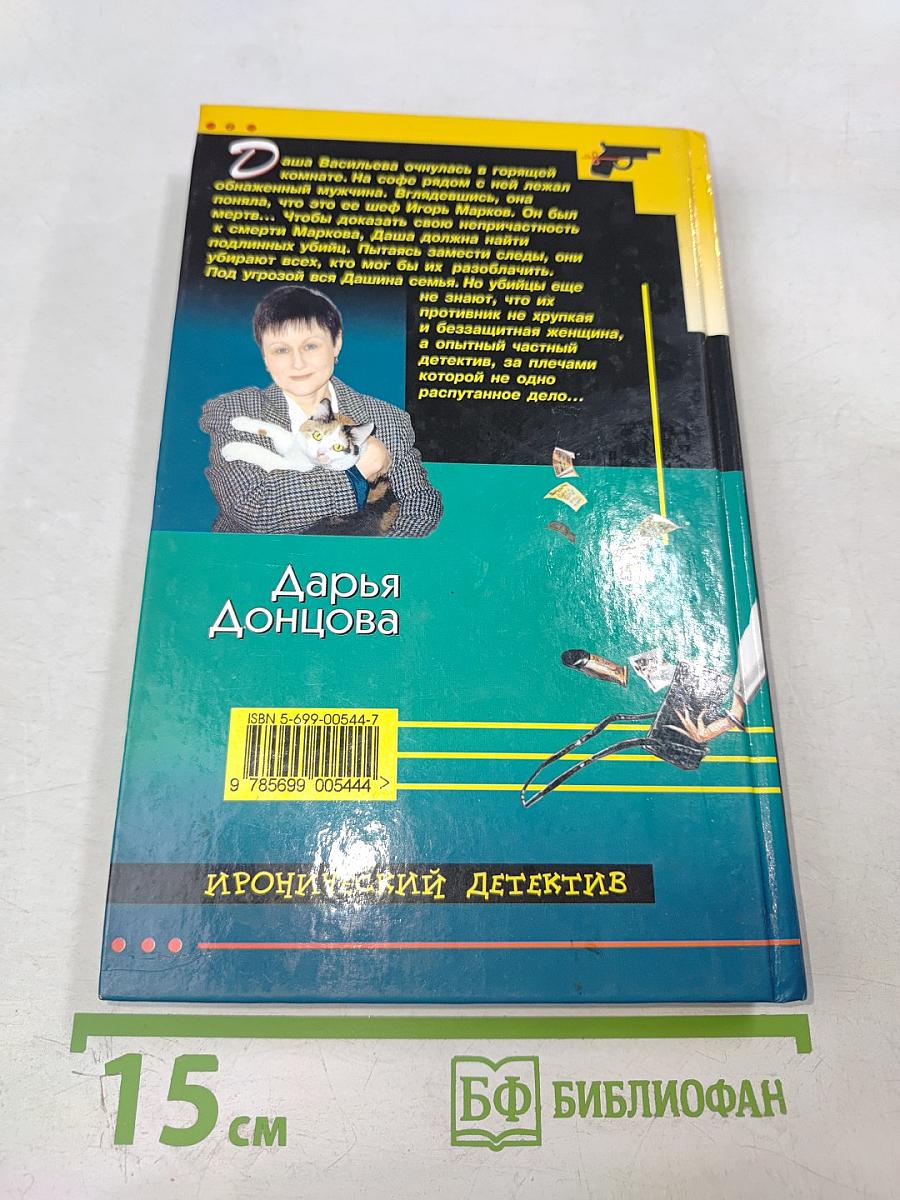 Даша Васильева очнулась в горящей
комнате. На софе рядом с ней лежал
обнаженный мужчина. Вглядевшись, она
поняла, что это ее шеф Игорь Марков. Он был
мертв... Чтобы доказать свою непричастность
к смерти Маркова, Даша должна найти
подлинных убийц. Пытаясь замести следы, они
убирают всех, кто мог бы их разоблачить.
Под угрозой вся Дашина семья. Но убийцы еще
не знают, что их
противник не хрупкая
и беззащитная женщина,
а опытный частный
детектив, за плечами
которой не одно
распутанное дело...
Дарья
Донцова
ISBN 5-699-00544-7
9 785699 005444 >
ИРОНИЧЕСКИЙ ДЕТЕКТИВ
15 см
БФ БИБЛИОФАН